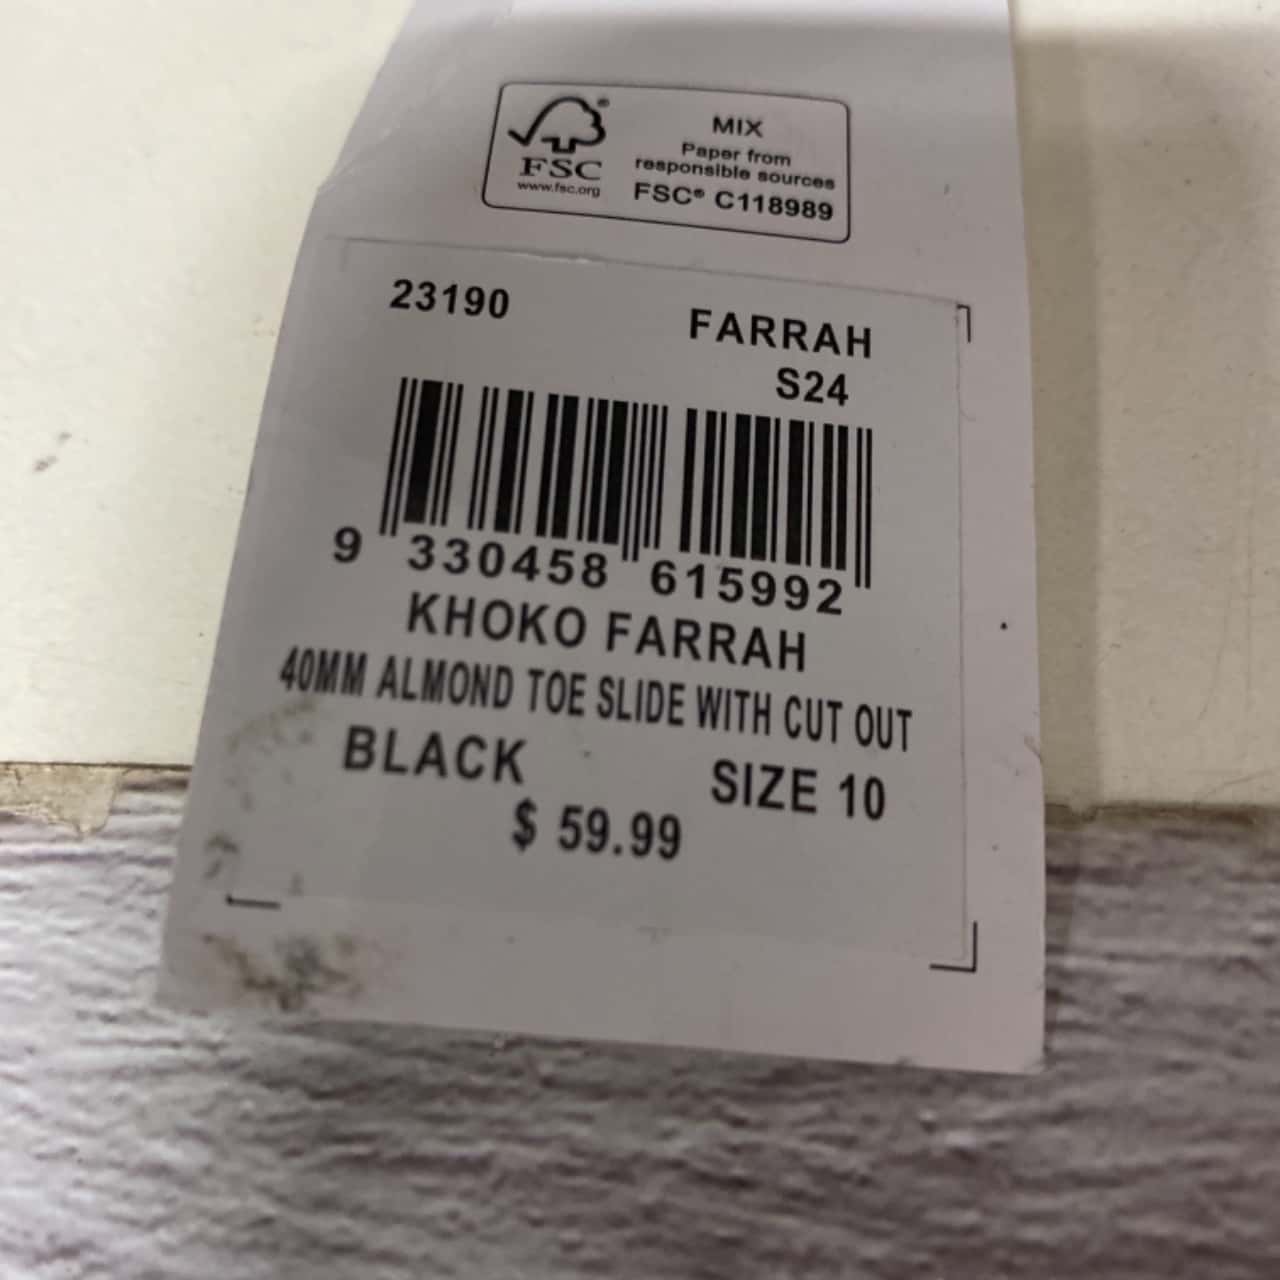 FSC®
www.fsc.org
MIX
Paper from
responsible sources
FSC® C118989
23190
FARRAH
S24
9 330458 615992
KHOKO FARRAH
40MM ALMOND TOE SLIDE WITH CUT OUT
BLACK SIZE 10
$ 59.99